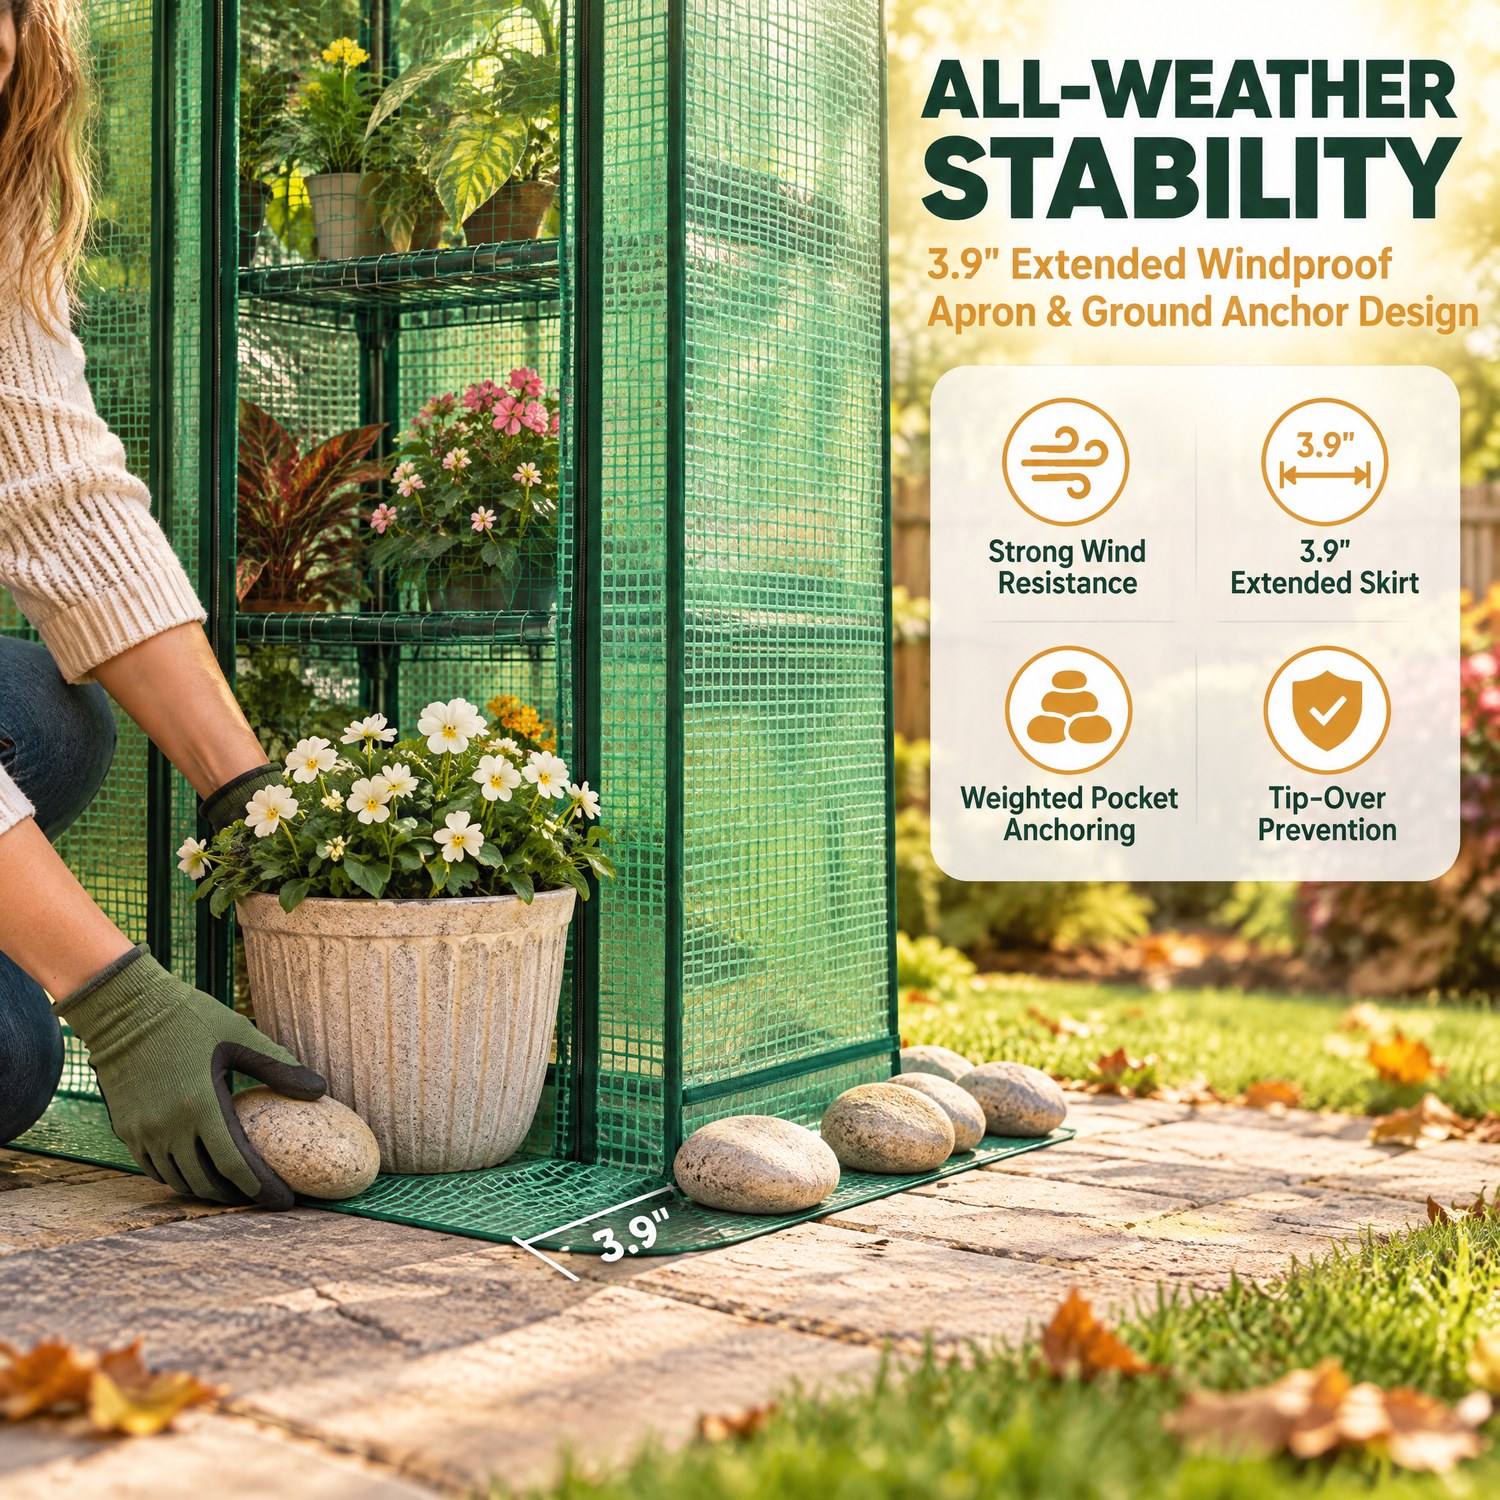 ALL-WEATHER
STABILITY
3.9" Extended Windproof
Apron & Ground Anchor Design
Strong Wind
Resistance
3.9"
3.9"
Extended Skirt
Weighted Pocket
Anchoring
Tip-Over
Prevention
3.9"